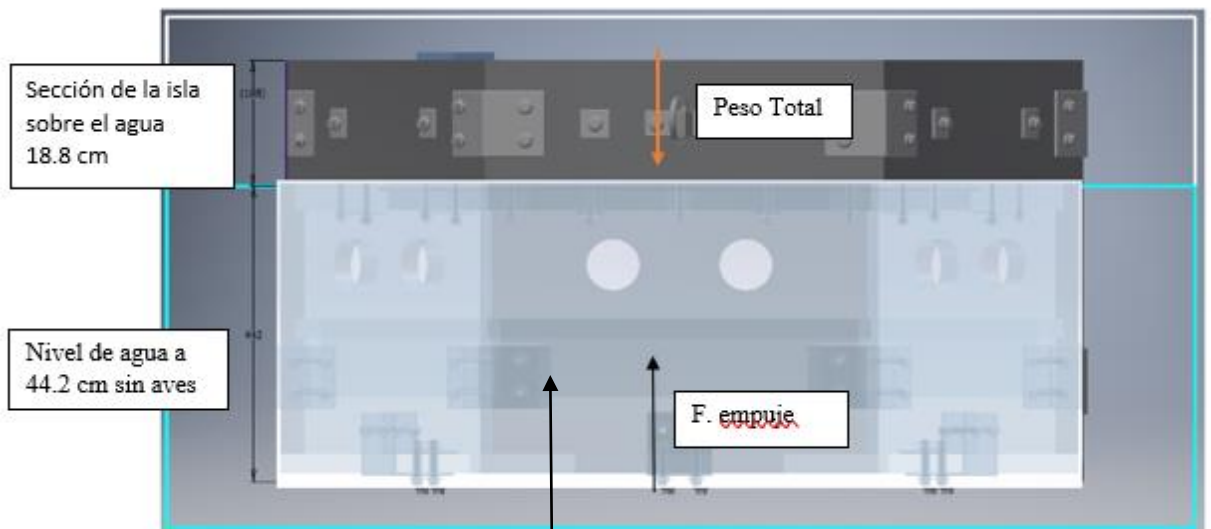 Sección de la isla
sobre el agua
18.8 cm
Peso Total
Nivel de agua a
44.2 cm sin aves
F. empuje